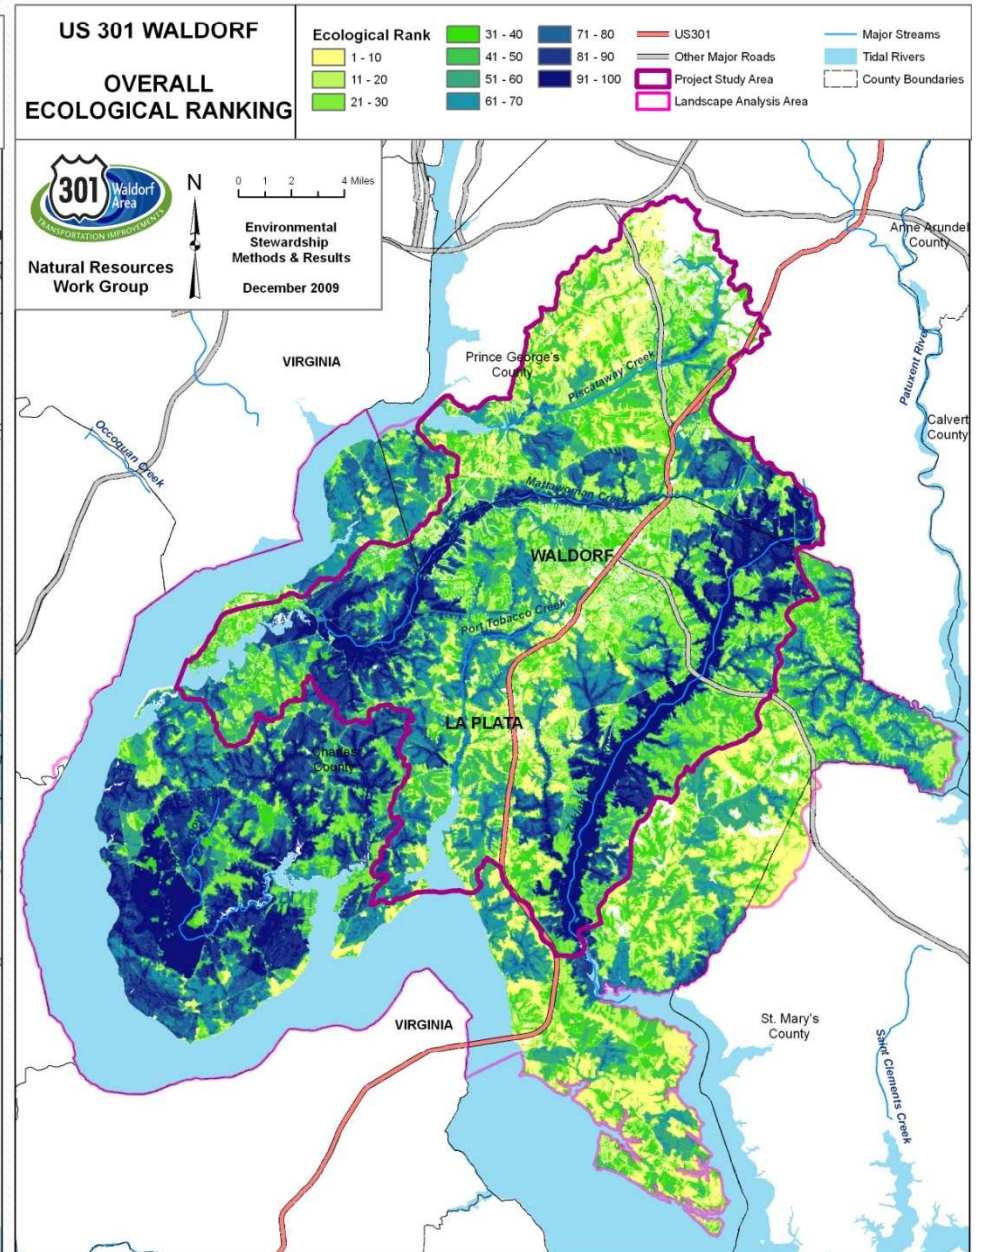 US 301 WALDORF
OVERALL
ECOLOGICAL RANKING
Ecological Rank
1 - 10
11 - 20
21 - 30
31 - 40
41 - 50
51 - 60
61 - 70
71 - 80
81 - 90
91 - 100
US301
Other Major Roads
Project Study Area
Landscape Analysis Area
Major Streams
Tidal Rivers
County Boundaries
301
Waldorf
Area
TRANSPORTATION IMPROVEMENTS
Natural Resources
Work Group
N
0 1 2 4 Miles
Environmental
Stewardship
Methods & Results
December 2009
Anne Arundel
County
VIRGINIA
Prince George's
County
Piscataway Creek
Patuxent River
Calvert
County
Occoquan Creek
Mattawoman Creek
WALDORF
Port Tobacco Creek
LA PLATA
Charles
County
VIRGINIA
St. Mary's
County
Saint Clements Creek